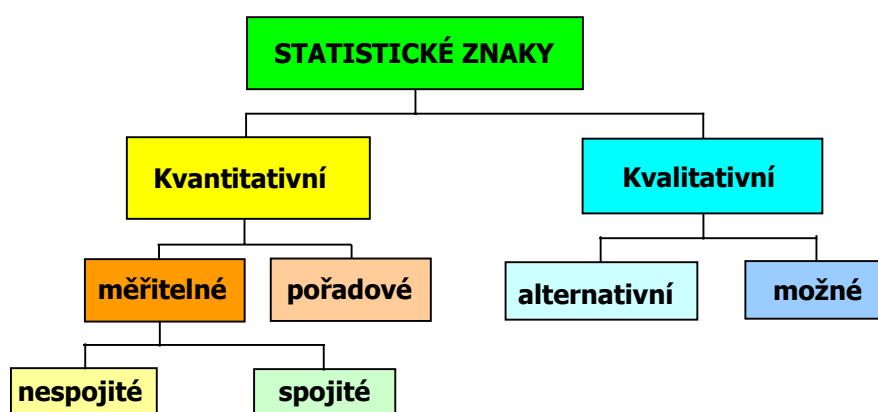 STATISTICKÉ ZNAKY
Kvantitativní
Kvalitativní
měřitelné
pořadové
alternativní
možné
nespojité
spojité